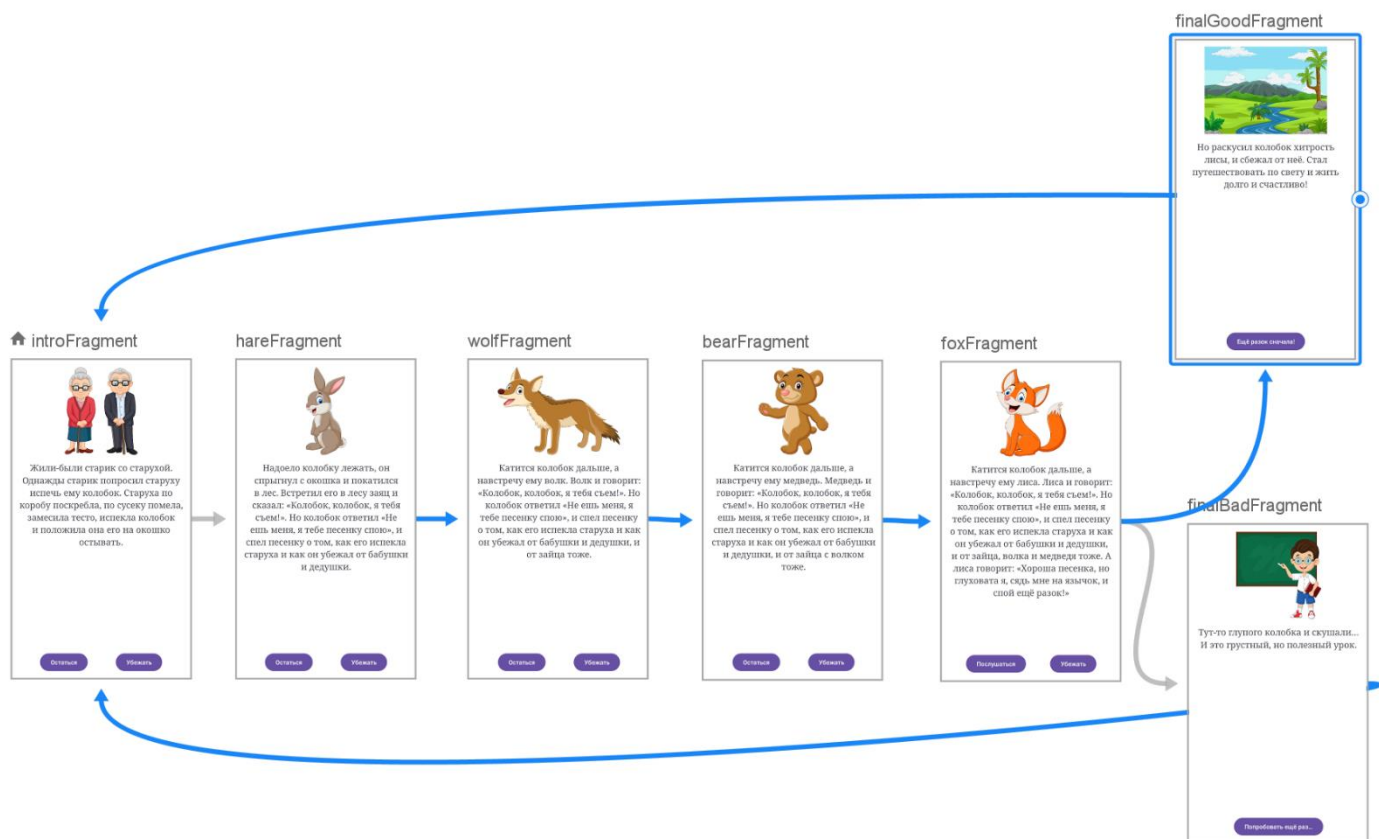 finalGoodFragment
Но раскусил колобок хитрость
лисы, и сбежал от неё. Стал
путешествовать по свету и жить
долго и счастливо!
Ещё разок сначала!
introFragment
Жили-были старик со старухой.
Однажды старик попросил старуху
испечь ему колобок. Старуха по
коробу поскребла, по сусеку помела,
замесила тесто, испекла колобок
и положила она его на окошко
остывать.
Остаться
Убежать
hareFragment
Надоело колобку лежать, он
спрыгнул с окошка и покатился
в лес. Встретил его в лесу заяц и
сказал: «Колобок, колобок, я тебя
съем!». Но колобок ответил «Не
ешь меня, я тебе песенку спою», и
спел песенку о том, как его испекла
старуха и как он убежал от бабушки
и дедушки.
Остаться
Убежать
wolfFragment
Катится колобок дальше, а
навстречу ему волк. Волк и говорит:
«Колобок, колобок, я тебя съем!». Но
колобок ответил «Не ешь меня, я
тебе песенку спою», и спел песенку
о том, как его испекла старуха и как
он убежал от бабушки и дедушки, и
от зайца тоже.
Остаться
Убежать
bearFragment
Катится колобок дальше, а
навстречу ему медведь. Медведь и
говорит: «Колобок, колобок, я тебя
съем!». Но колобок ответил «Не
ешь меня, я тебе песенку спою», и
спел песенку о том, как его испекла
старуха и как он убежал от бабушки
и дедушки, и от зайца с волком
тоже.
Остаться
Убежать
foxFragment
Катится колобок дальше, а
навстречу ему лиса. Лиса и говорит:
«Колобок, колобок, я тебя съем!». Но
колобок ответил «Не ешь меня, я
тебе песенку спою», и спел песенку
о том, как его испекла старуха и как
он убежал от бабушки и дедушки,
и от зайца, волка и медведя тоже. А
лиса говорит: «Хороша песенка, но
глуховата я, сядь мне на язычок, и
спой ещё разок!»
Послушаться
Убежать
finalBadFragment
Тут-то глупого колобка и скушали...
И это грустный, но полезный урок.
Попробовать ещё раз...